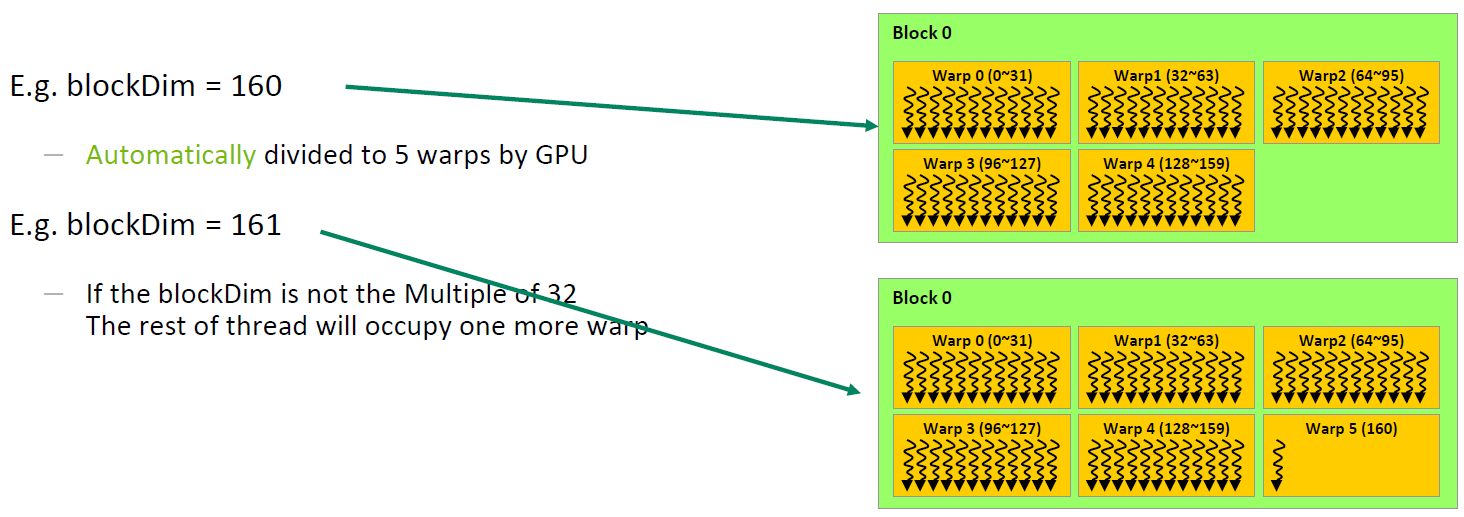 E.g. blockDim = 160
— Automatically divided to 5 warps by GPU
E.g. blockDim = 161
— If the blockDim is not the Multiple of 32
The rest of thread will occupy one more warp
Block 0
Warp 0 (0~31)
Warp1 (32~63)
Warp2 (64~95)
Warp 3 (96~127)
Warp 4 (128~159)
Block 0
Warp 0 (0~31)
Warp1 (32~63)
Warp2 (64~95)
Warp 3 (96~127)
Warp 4 (128~159)
Warp 5 (160)